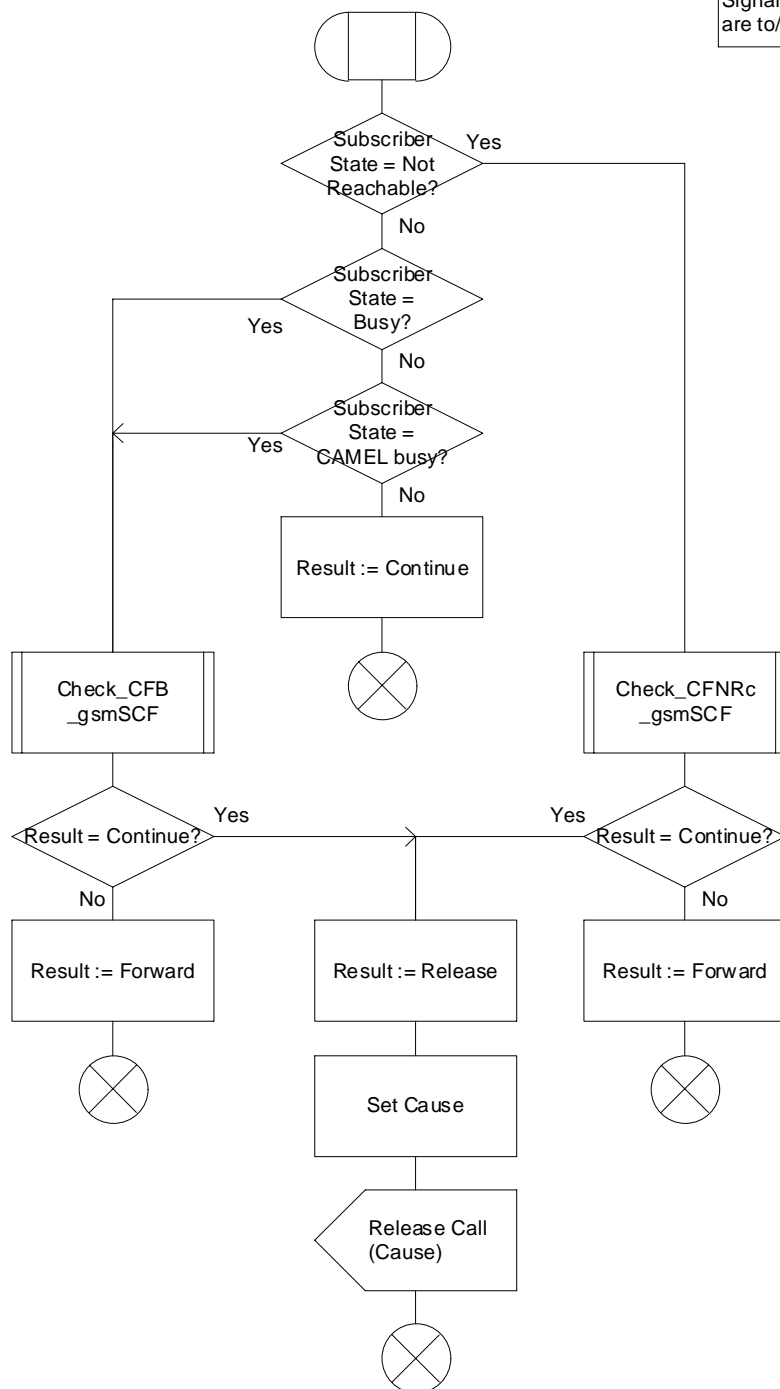 Signal
are to/
Subscriber
State = Not
Reachable?
Yes
No
Subscriber
State =
Busy?
Yes
No
Subscriber
State =
CAMEL busy?
Yes
No
Result := Continue
Check_CFB
_gsmSCF
Check_CFNRc
_gsmSCF
Result = Continue?
Yes
Yes
Result = Continue?
No
No
Result := Forward
Result := Release
Result := Forward
Set Cause
Release Call
(Cause)